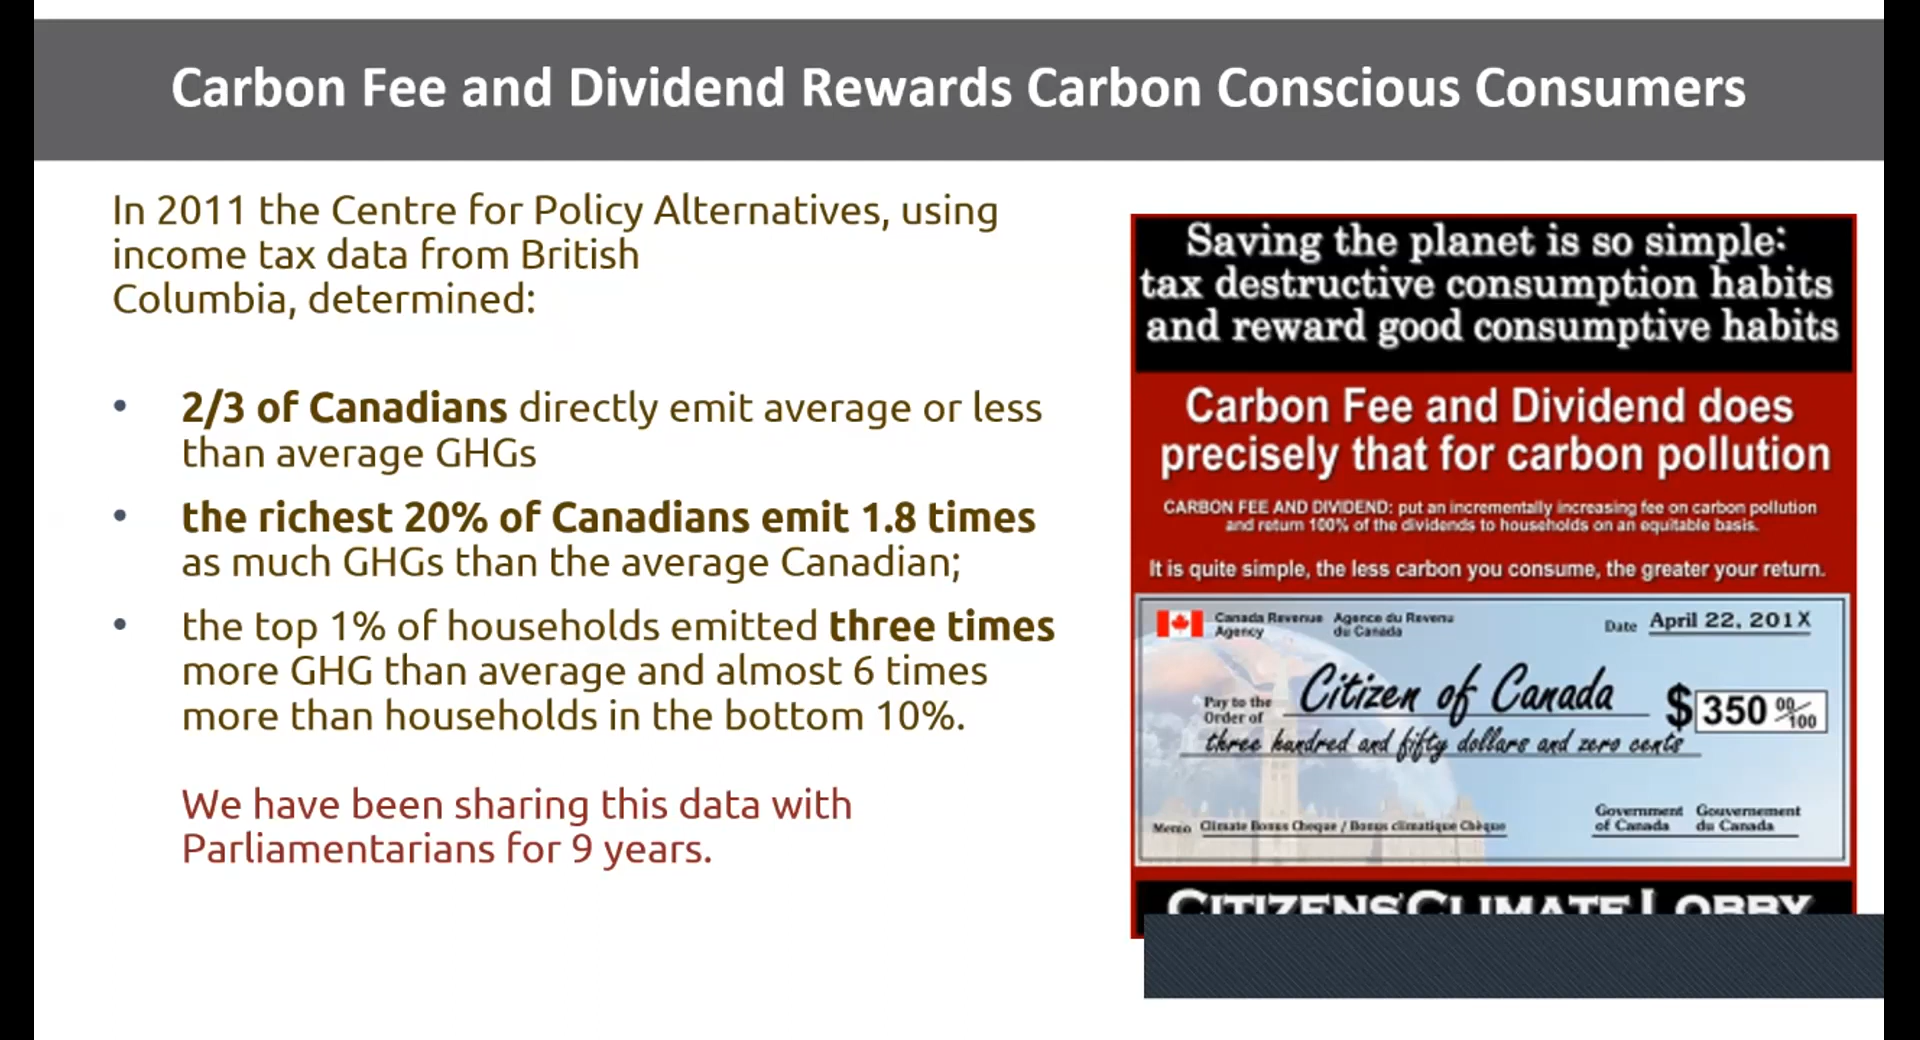 Carbon Fee and Dividend Rewards Carbon Conscious Consumers
In 2011 the Centre for Policy Alternatives, using
income tax data from British
Columbia, determined:
• 2/3 of Canadians directly emit average or less
than average GHGs
• the richest 20% of Canadians emit 1.8 times
as much GHGs than the average Canadian;
• the top 1% of households emitted three times
more GHG than average and almost 6 times
more than households in the bottom 10%.
We have been sharing this data with
Parliamentarians for 9 years.
Saving the planet is so simple:
tax destructive consumption habits
and reward good consumptive habits
Carbon Fee and Dividend does
precisely that for carbon pollution
CARBON FEE AND DIVIDEND: put an incrementally increasing fee on carbon pollution
and return 100% of the dividends to households on an equitable basis.
It is quite simple, the less carbon you consume, the greater your return.
Canada Revenue Agency
Agence du Revenu du Canada
Date April 22, 201X
Pay to the Order of Citizen of Canada $ 350 00/100
three hundred and fifty dollars and zero cents
Government of Canada
Gouvernement du Canada
Memo Climate Bonus Cheque / Bonus climatique Chèque
CITIZENS' CLIMATE LOBBY